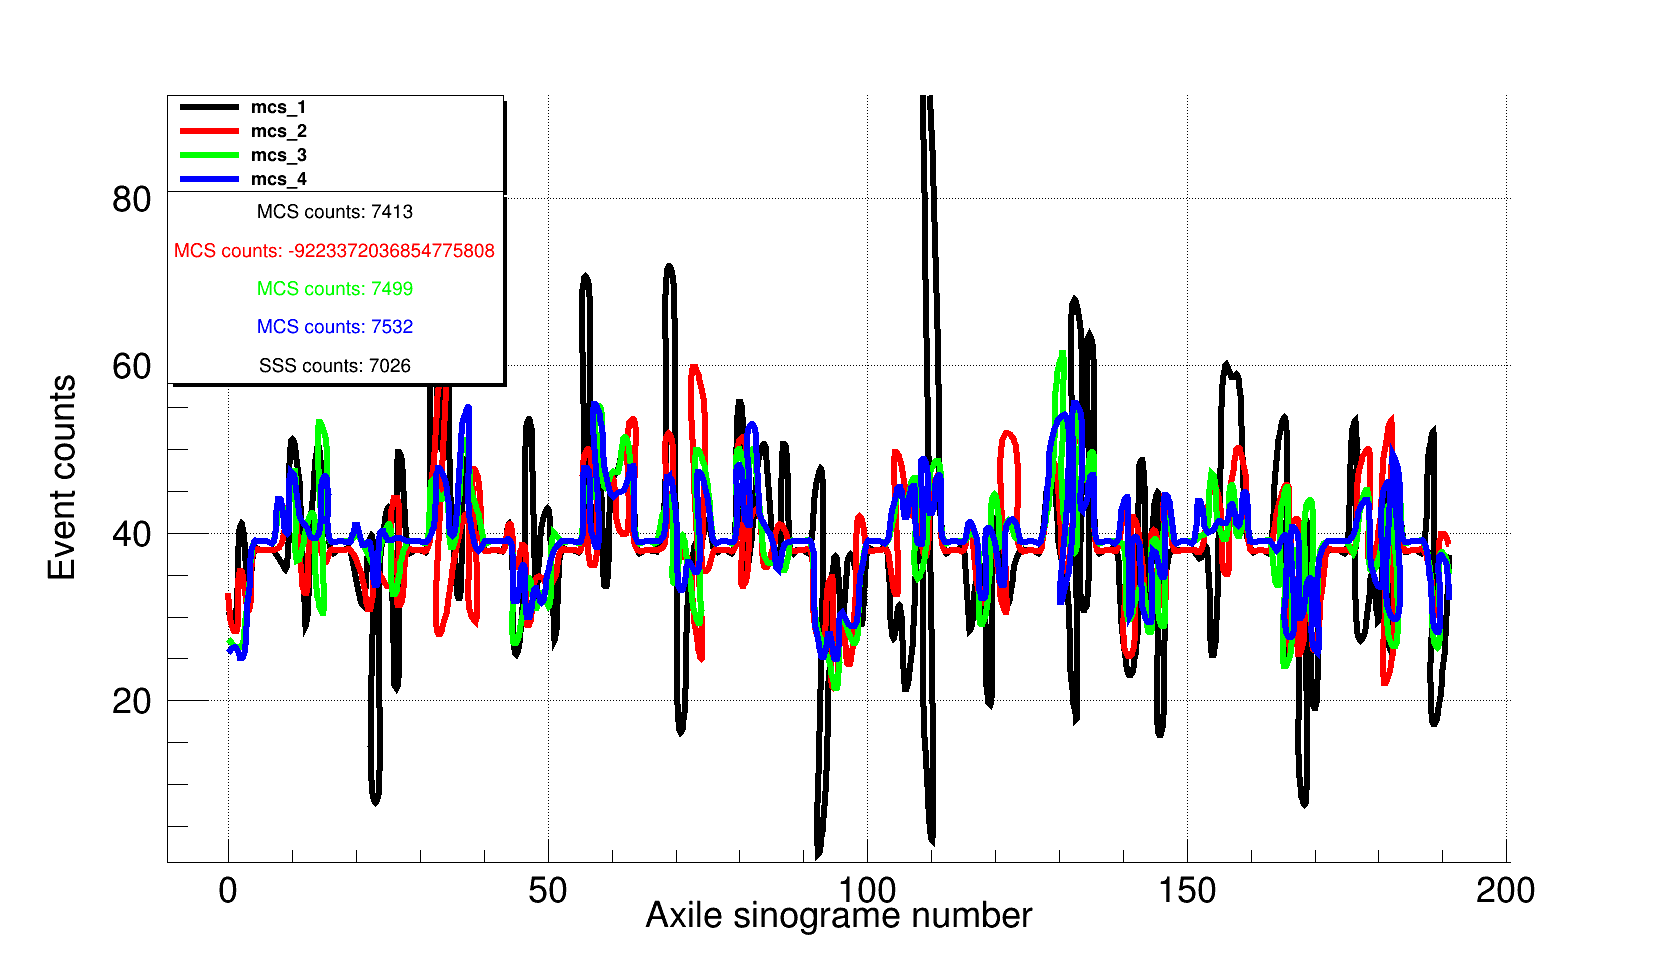 mcs_1
mcs_2
mcs_3
mcs_4
MCS counts: 7413
MCS counts: -9223372036854775808
MCS counts: 7499
MCS counts: 7532
SSS counts: 7026
Event counts
80
60
40
20
0 50 100 150 200
Axile sinograme number